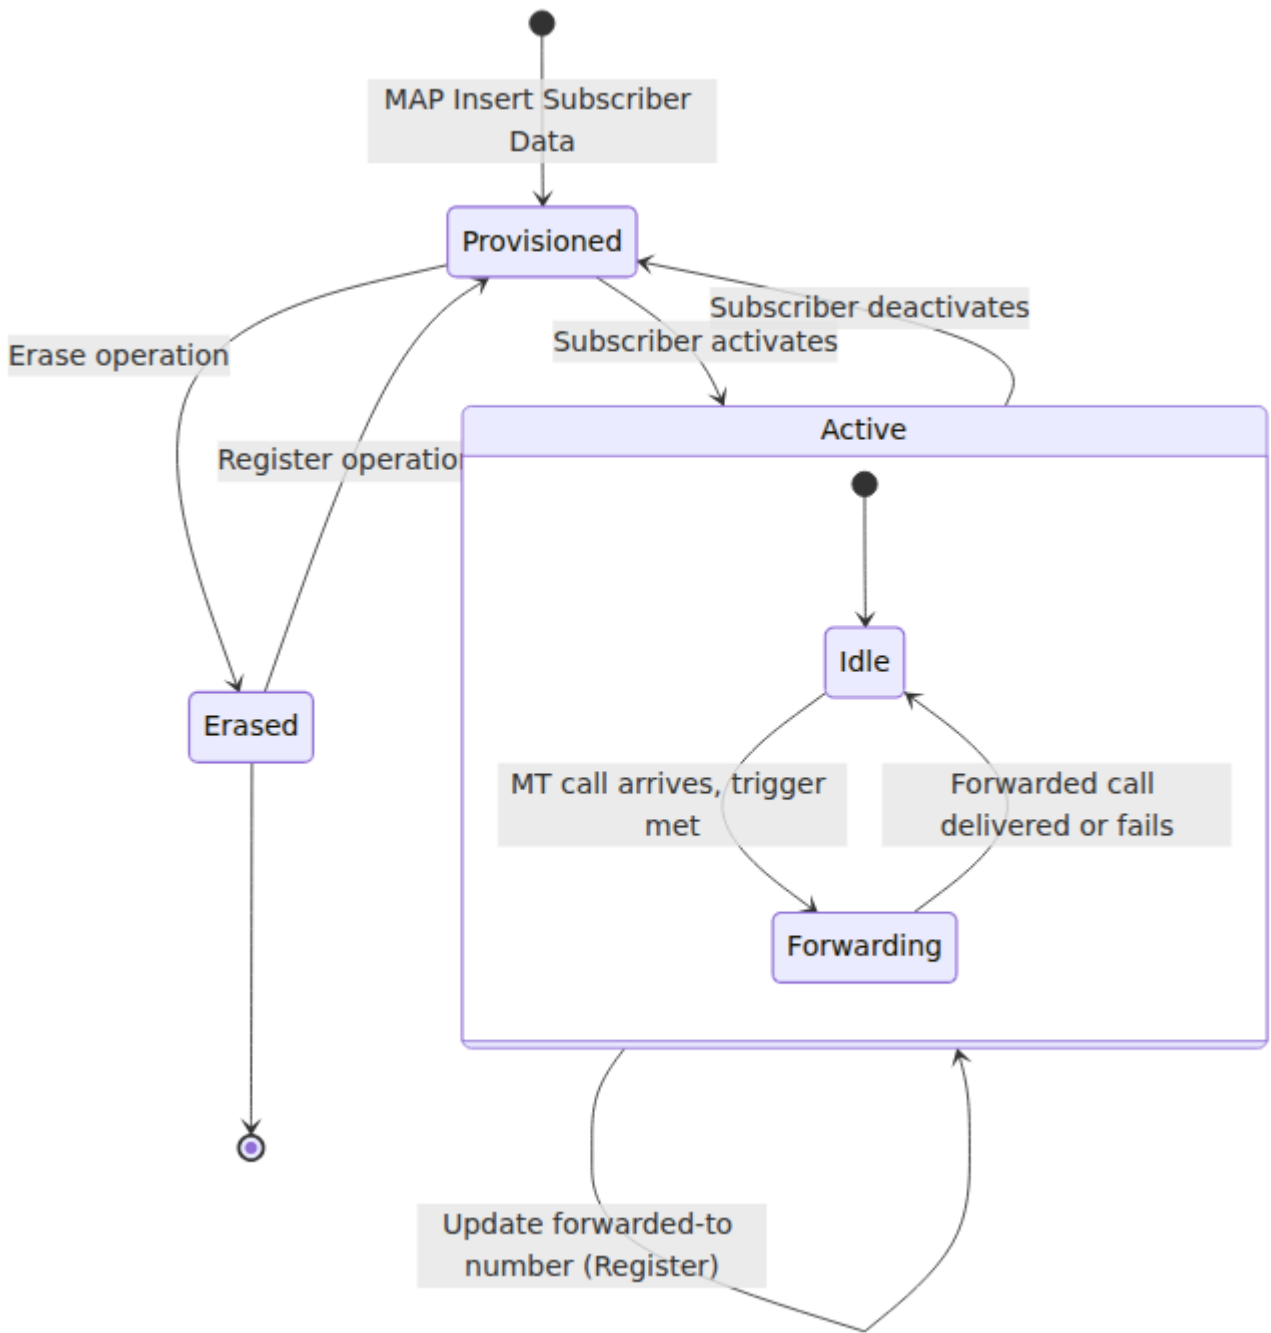 MAP Insert Subscriber
Data
Provisioned
Subscriber deactivates
Subscriber activates
Erase operation
Active
Register operation
Idle
Erased
MT call arrives, trigger
met
Forwarded call
delivered or fails
Forwarding
Update forwarded-to
number (Register)